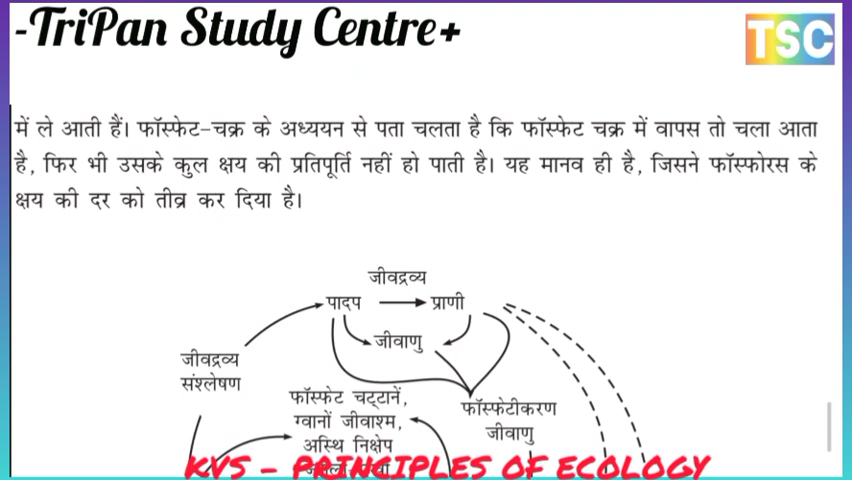 -TriPan Study Centre+
TSC
में ले आती हैं। फॉस्फेट-चक्र के अध्ययन से पता चलता है कि फॉस्फेट चक्र में वापस तो चला आता
है, फिर भी उसके कुल क्षय की प्रतिपूर्ति नहीं हो पाती है। यह मानव ही है, जिसने फॉस्फोरस के
क्षय की दर को तीव्र कर दिया है।
जीवद्रव्य
पादप
प्राणी
जीवाणु
जीवद्रव्य
संश्लेषण
फॉस्फेट चट्टानें,
ग्वानों जीवाश्म,
अस्थि निक्षेप
फॉस्फेटीकरण
जीवाणु
KVS - PRINCIPLES OF ECOLOGY